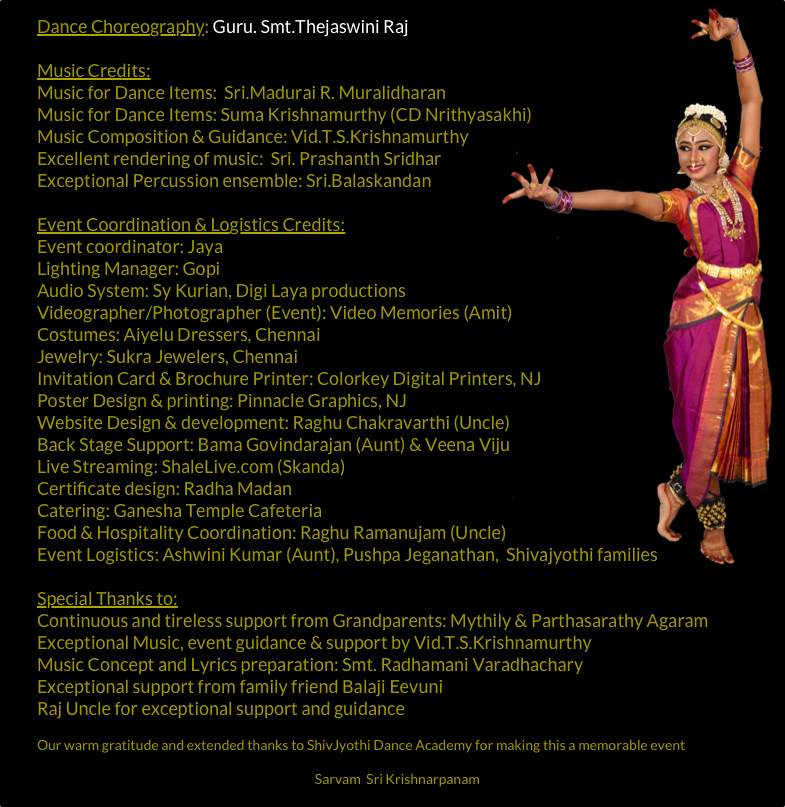 Dance Choreography: Guru. Smt.Thejaswini Raj
Music Credits:
Music for Dance Items:  Sri.Madurai R. Muralidharan
Music for Dance Items: Suma Krishnamurthy (CD Nrithyasakhi)
Music Composition & Guidance: Vid.T.S.Krishnamurthy
Excellent rendering of music:  Sri. Prashanth Sridhar
Exceptional Percussion ensemble: Sri.Balaskandan
Event Coordination & Logistics Credits:
Event coordinator: Jaya
Lighting Manager: Gopi
Audio System: Sy Kurian, Digi Laya productions
Videographer/Photographer (Event): Video Memories (Amit)
Costumes: Aiyelu Dressers, Chennai
Jewelry: Sukra Jewelers, Chennai
Invitation Card & Brochure Printer: Colorkey Digital Printers, NJ
Poster Design & printing: Pinnacle Graphics, NJ
Website Design & development: Raghu Chakravarthi (Uncle)
Back Stage Support: Bama Govindarajan (Aunt) & Veena Viju
Live Streaming: ShaleLive.com (Skanda)
Certificate design: Radha Madan
Catering: Ganesha Temple Cafeteria
Food & Hospitality Coordination: Raghu Ramanujam (Uncle)
Event Logistics: Ashwini Kumar (Aunt), Pushpa Jeganathan,  Shivajyothi families
Special Thanks to:
Continuous and tireless support from Grandparents: Mythily & Parthasarathy Agaram
Exceptional Music, event guidance & support by Vid.T.S.Krishnamurthy
Music Concept and Lyrics preparation: Smt. Radhamani Varadhachary
Exceptional support from family friend Balaji Eevuni
Raj Uncle for exceptional support and guidance
Our warm gratitude and extended thanks to ShivJyothi Dance Academy for making this a memorable event
Sarvam  Sri Krishnarpanam